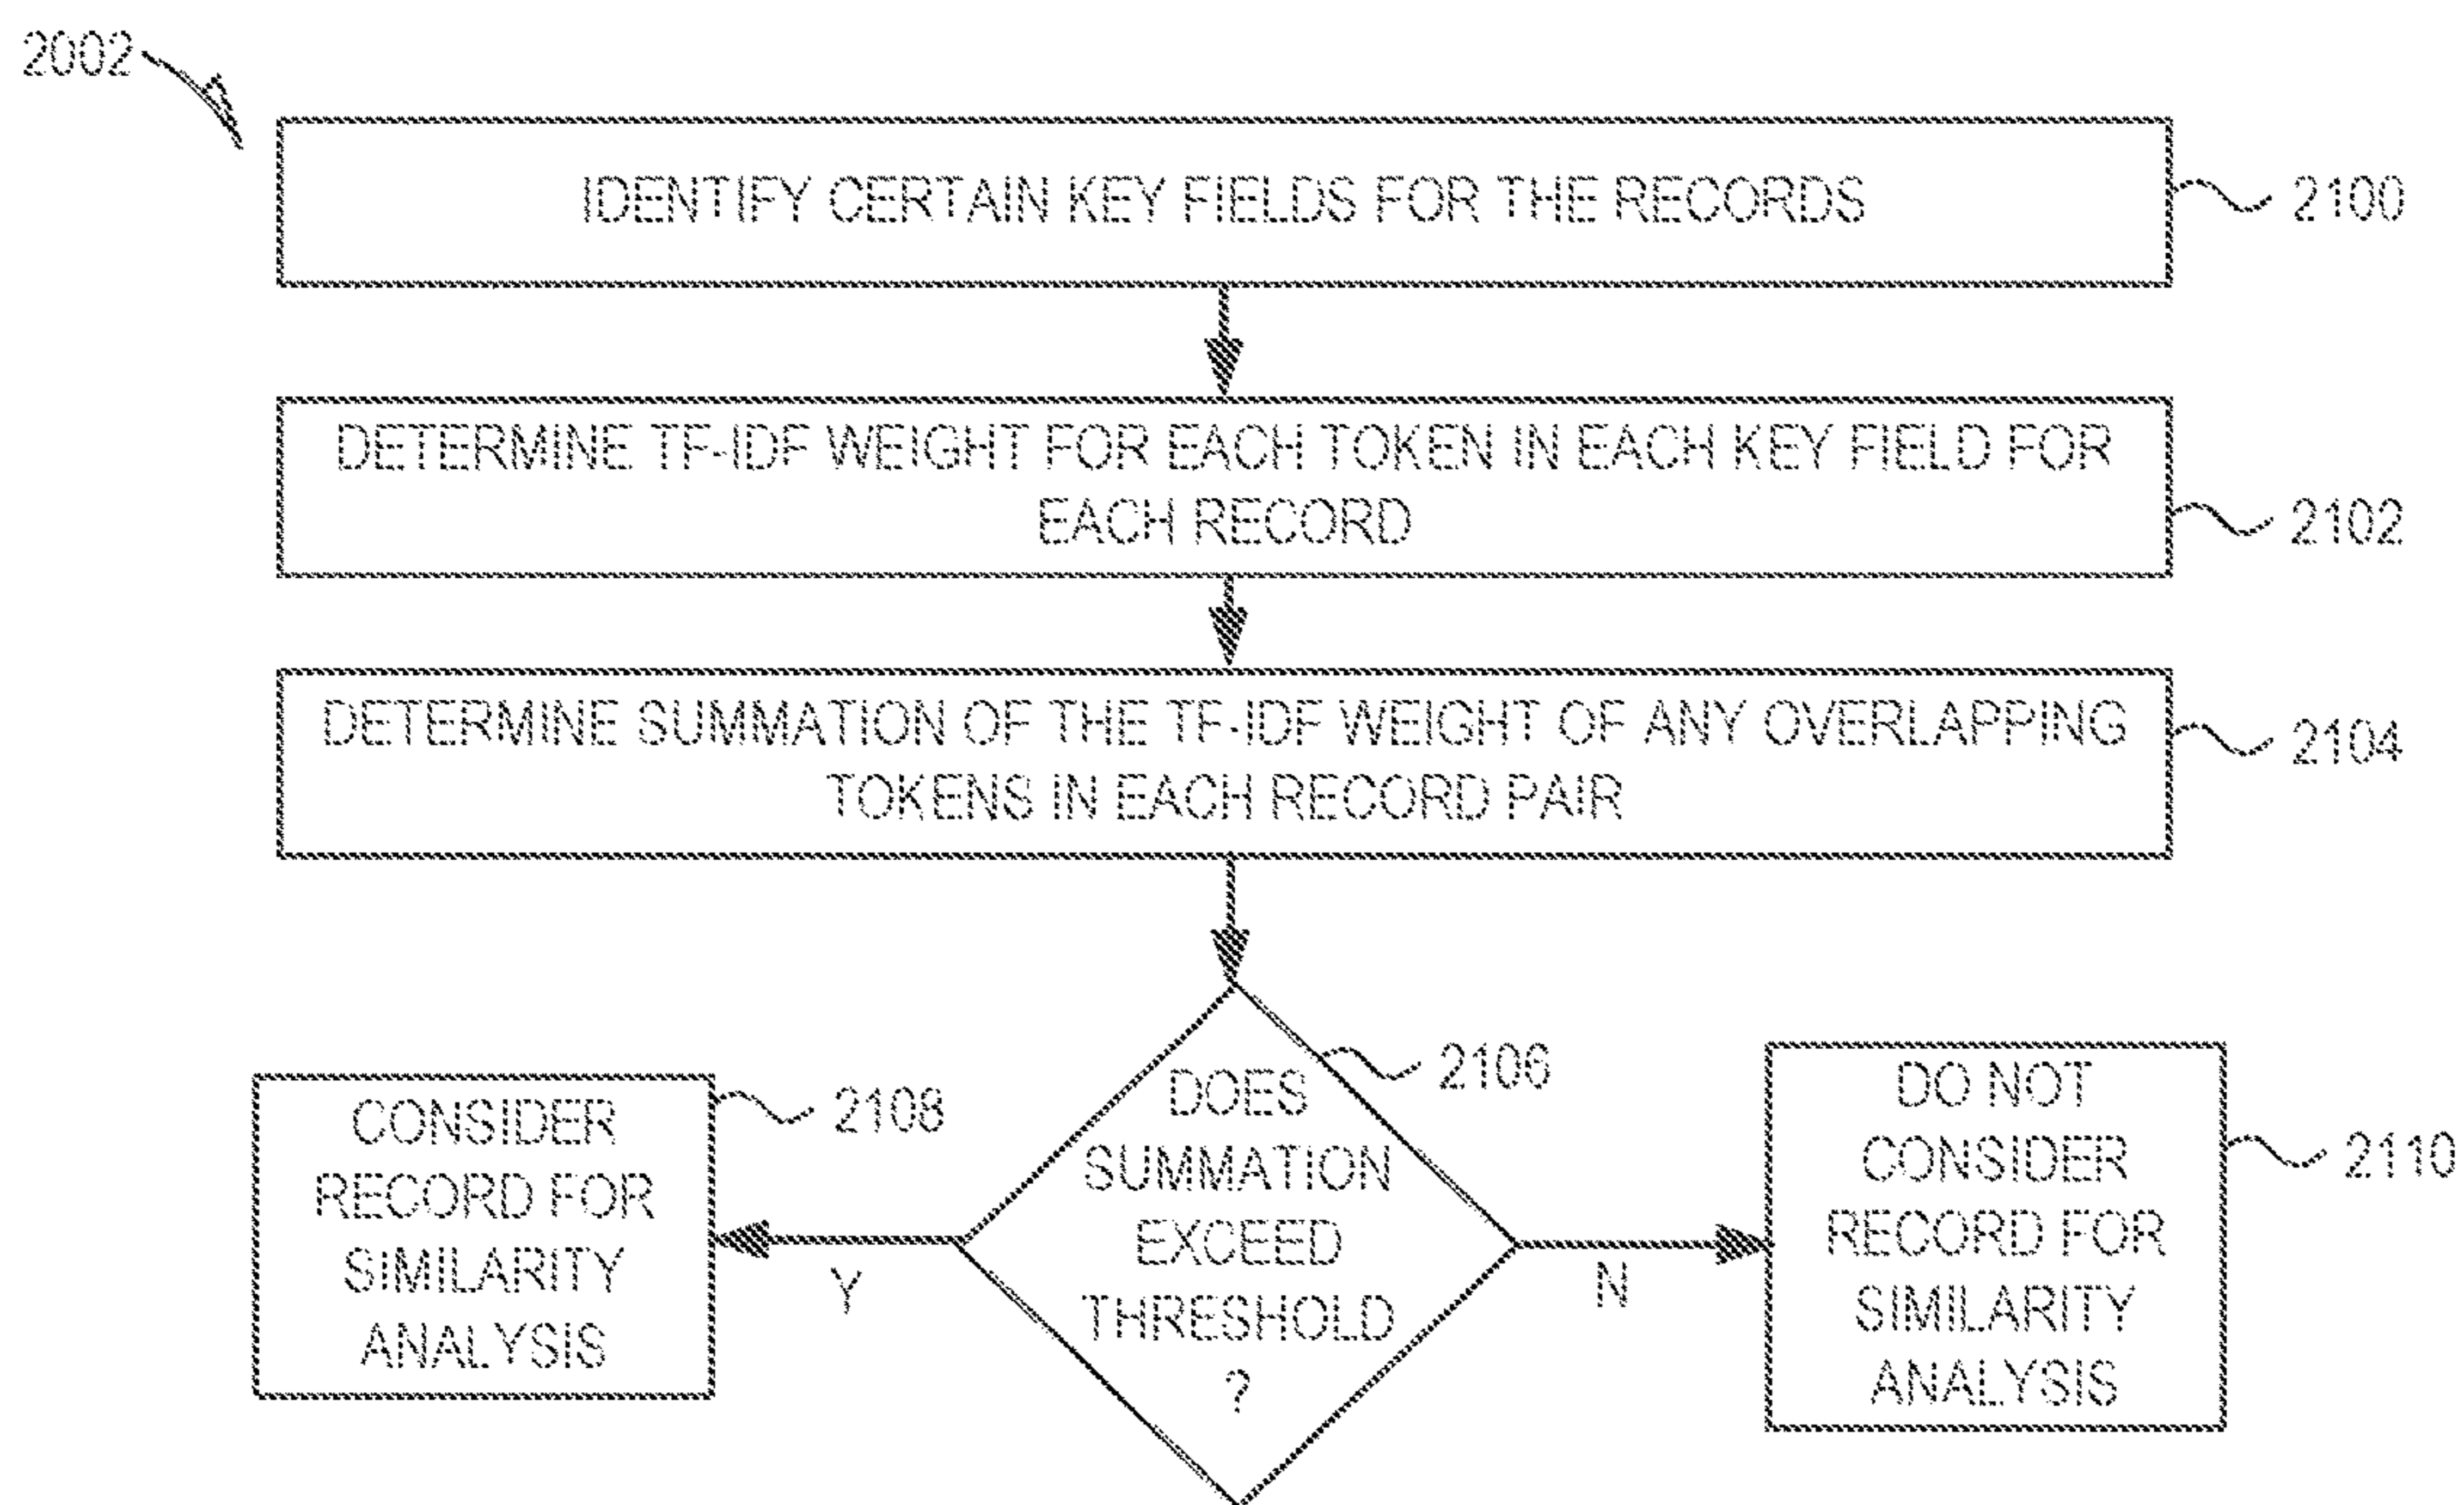 2002
IDENTIFY CERTAIN KEY FIELDS FOR THE RECORDS
2100
DETERMINE TF-IDF WEIGHT FOR EACH TOKEN IN EACH KEY FIELD FOR
EACH RECORD
2102
DETERMINE SUMMATION OF THE TF-IDF WEIGHT OF ANY OVERLAPPING
TOKENS IN EACH RECORD PAIR
2104
CONSIDER
RECORD FOR
SIMILARITY
ANALYSIS
2108
Y
DOES
SUMMATION
EXCEED
THRESHOLD
?
2106
N
DO NOT
CONSIDER
RECORD FOR
SIMILARITY
ANALYSIS
2110